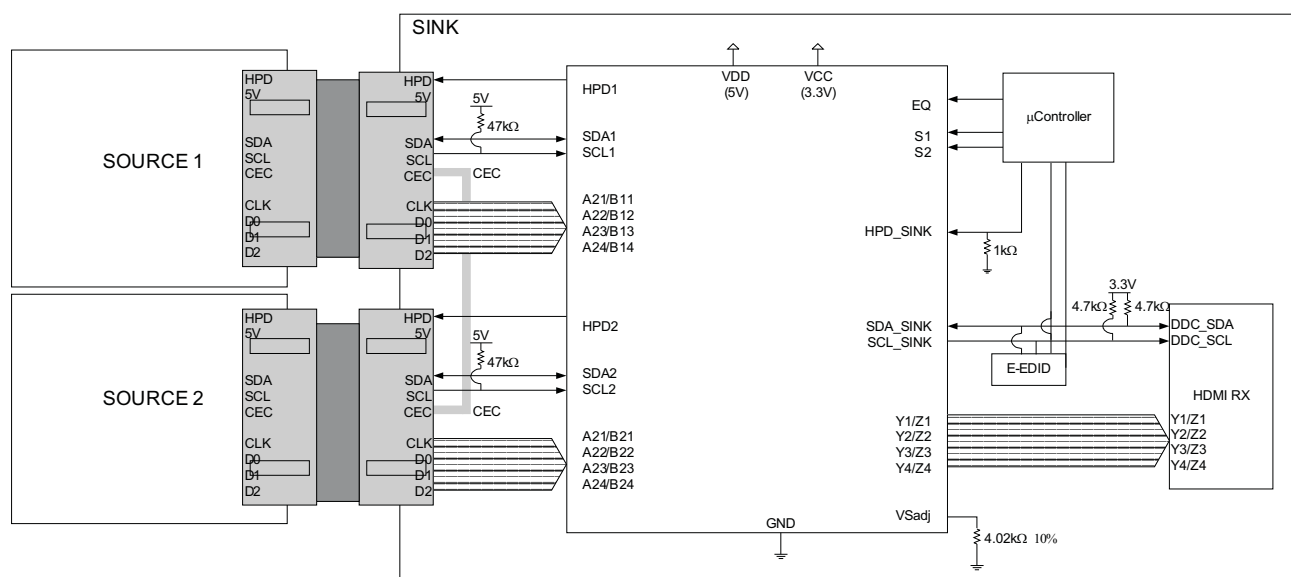 SINK
SOURCE 1
HPD
5V
SDA
SCL
CEC
CLK
D0
D1
D2
HPD
5V
SDA
SCL
CEC
CLK
D0
D1
D2
5V
47kΩ
CEC
HPD1
SDA1
SCL1
A21/B11
A22/B12
A23/B13
A24/B14
VDD
(5V)
VCC
(3.3V)
EQ
S1
S2
µController
HPD_SINK
1kΩ
SOURCE 2
HPD
5V
SDA
SCL
CEC
CLK
D0
D1
D2
HPD
5V
SDA
SCL
CEC
CLK
D0
D1
D2
5V
47kΩ
CEC
HPD2
SDA2
SCL2
A21/B21
A22/B22
A23/B23
A24/B24
3.3V
4.7kΩ
4.7kΩ
SDA_SINK
SCL_SINK
DDC_SDA
DDC_SCL
E-EDID
HDMI RX
Y1/Z1
Y2/Z2
Y3/Z3
Y4/Z4
Y1/Z1
Y2/Z2
Y3/Z3
Y4/Z4
VSadj
GND
4.02kΩ 10%